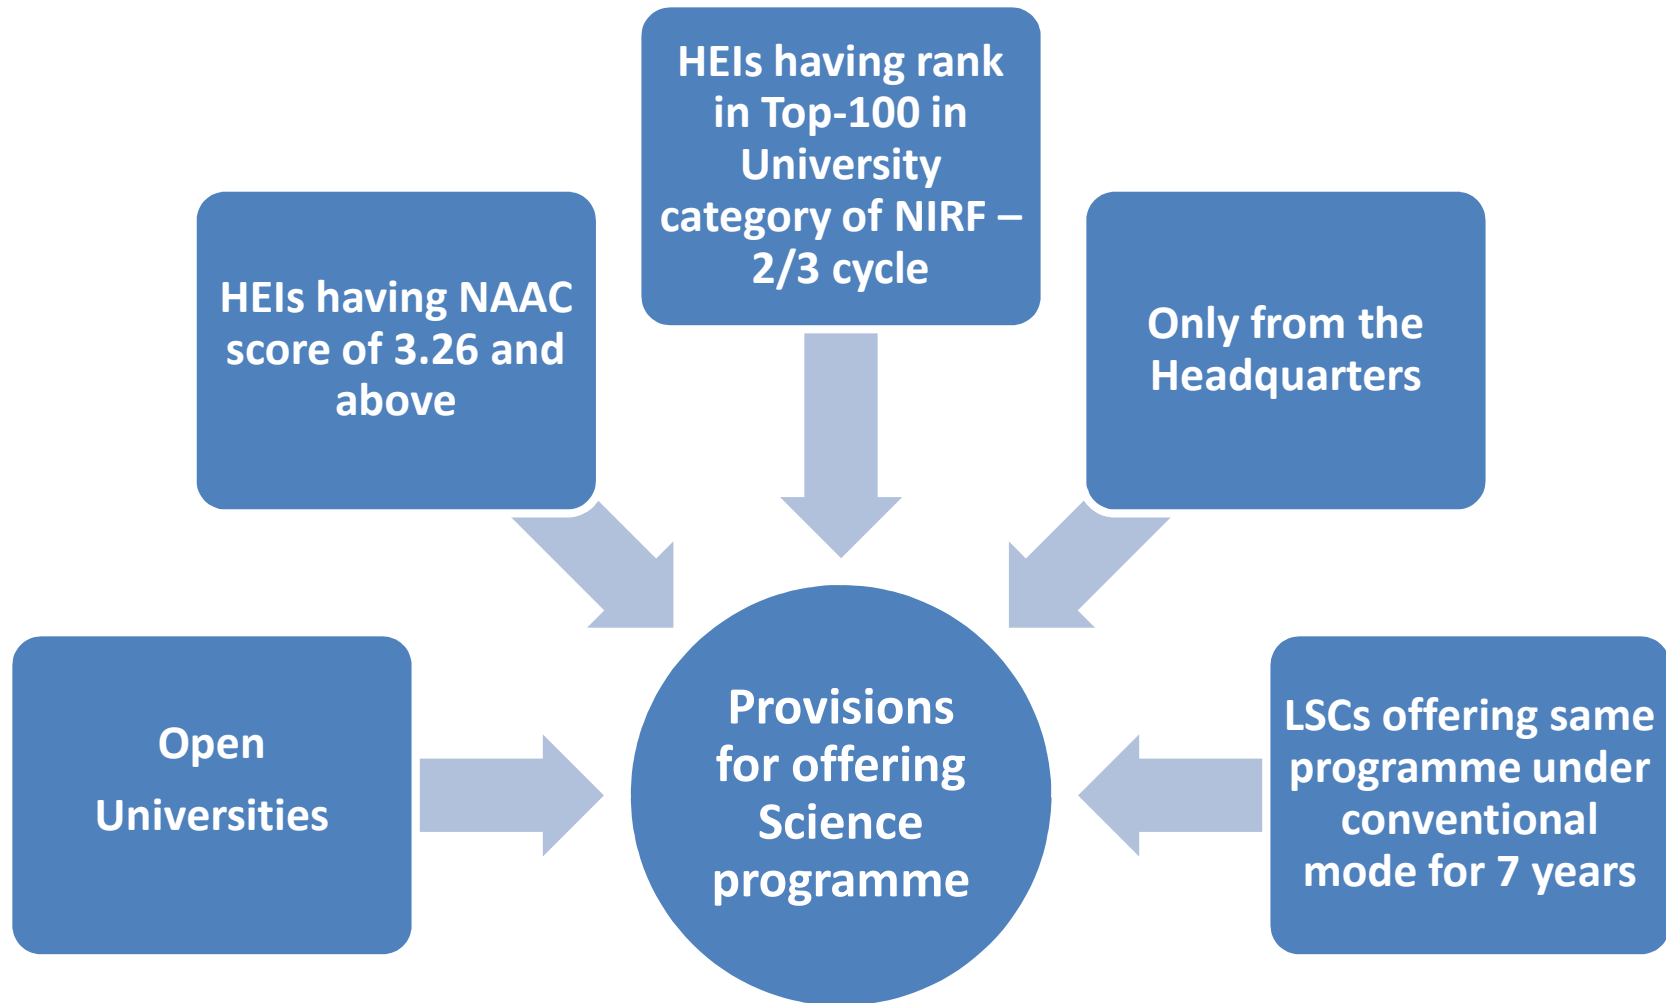 HEIs having rank
in Top-100 in
University
category of NIRF –
2/3 cycle
HEIs having NAAC
score of 3.26 and
above
Only from the
Headquarters
Open
Universities
Provisions
for offering
Science
programme
LSCs offering same
programme under
conventional
mode for 7 years